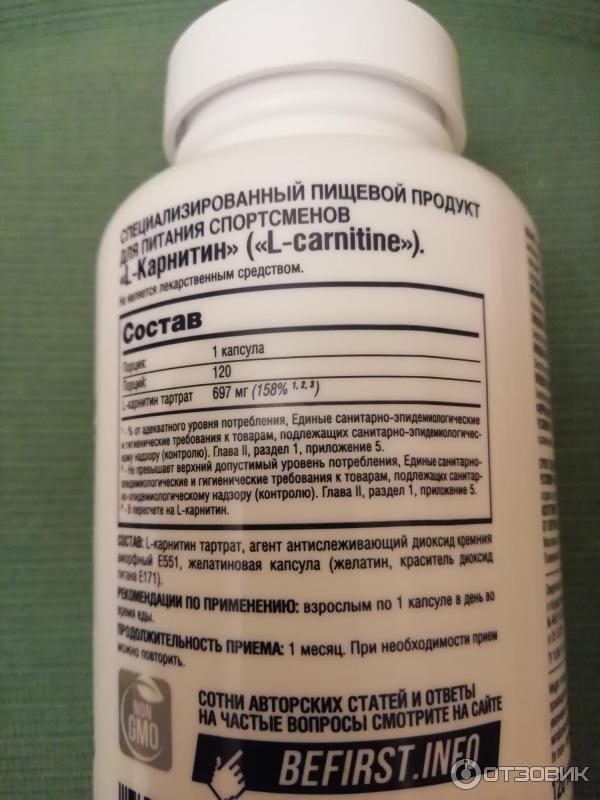 СПЕЦИАЛИЗИРОВАННЫЙ ПИЩЕВОЙ ПРОДУКТ
ДЛЯ ПИТАНИЯ СПОРТСМЕНОВ
«L-Карнитин» («L-carnitine»).
Не является лекарственным средством.
Состав
Порция: 1 капсула
Порций: 120
L-карнитин тартрат 697 мг (158% 1, 2, 3)
1 - % от адекватного уровня потребления, Единые санитарно-эпидемиологические
и гигиенические требования к товарам, подлежащих санитарно-эпидемиологичес-
кому надзору (контролю). Глава II, раздел 1, приложение 5.
2 - Не превышает верхний допустимый уровень потребления, Единые санитарно-
эпидемиологические и гигиенические требования к товарам, подлежащих санитар-
но-эпидемиологическому надзору (контролю). Глава II, раздел 1, приложение 5.
3 - В пересчете на L-карнитин.
СОСТАВ: L-карнитин тартрат, агент антислеживающий диоксид кремния
аморфный Е551, желатиновая капсула (желатин, краситель диоксид
титана Е171).
РЕКОМЕНДАЦИИ ПО ПРИМЕНЕНИЮ: взрослым по 1 капсуле в день во
время еды.
ПРОДОЛЖИТЕЛЬНОСТЬ ПРИЕМА: 1 месяц. При необходимости прием
можно повторить.
NON
GMO
СОТНИ АВТОРСКИХ СТАТЕЙ И ОТВЕТЫ
НА ЧАСТЫЕ ВОПРОСЫ СМОТРИТЕ НА САЙТЕ
BEFIRST.INFO
ОТЗОВИК